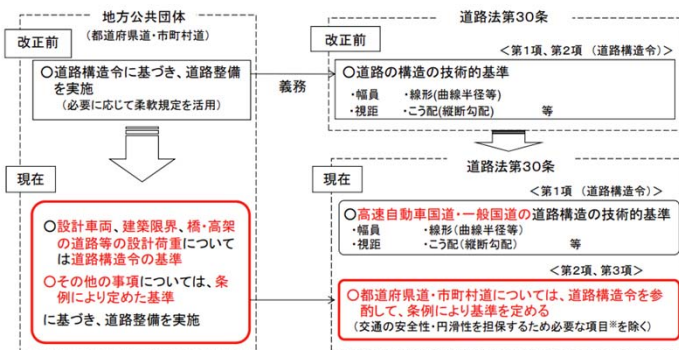 地方公共団体
(都道府県道・市町村道)
改正前
〇道路構造令に基づき、道路整備
を実施
(必要に応じて柔軟規定を活用)
義務
道路法第30条
改正前
<第1項、第2項 (道路構造令)>
〇道路の構造の技術的基準
・幅員 ・線形(曲線半径等)
・視距 ・こう配(縦断勾配) 等
現在
〇設計車両、建築限界、橋・高架
の道路等の設計荷重について
は道路構造令の基準
〇その他の事項については、条
例により定めた基準
に基づき、道路整備を実施
道路法第30条
現在
<第1項 (道路構造令)>
〇高速自動車国道・一般国道の道路構造の技術的基準
・幅員 ・線形(曲線半径等)
・視距 ・こう配(縦断勾配) 等
<第2項、第3項>
〇都道府県道・市町村道については、道路構造令を参
酌して、条例により基準を定める
(交通の安全性・円滑性を担保するため必要な項目※を除く)